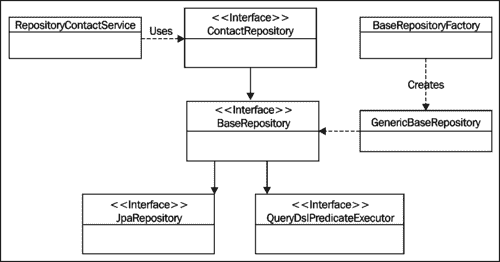 RepositoryContactService
Uses
<<Interface>>
ContactRepository
BaseRepositoryFactory
Creates
<<Interface>>
BaseRepository
GenericBaseRepository
<<Interface>>
JpaRepository
<<Interface>>
QueryDslPredicateExecutor